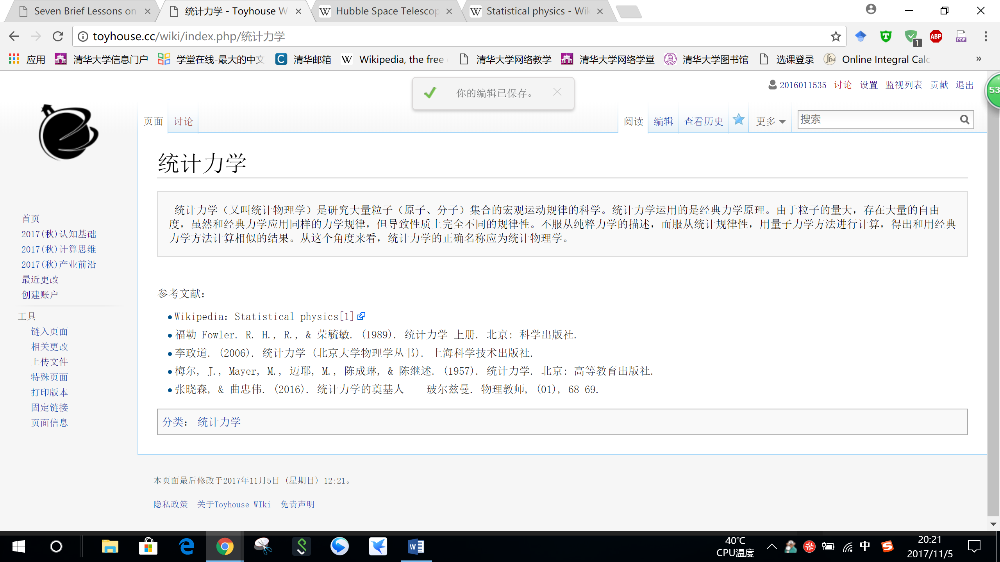 Seven Brief Lessons on
统计力学 - Toyhouse W
Hubble Space Telescop
Statistical physics - Wik
toyhouse.cc/wiki/index.php/统计力学
1
ABP
PDF
应用
清华大学信息门户
学堂在线-最大的中文
清华邮箱
Wikipedia, the free
清华大学网络教学
清华大学网络学堂
清华大学图书馆
选课登录
Online Integral Calc
»
你的编辑已保存。
2016011535 讨论 设置 监视列表 贡献 退出
53
页面 讨论
阅读 编辑 查看历史 更多
搜索
统计力学
统计力学（又叫统计物理学）是研究大量粒子（原子、分子）集合的宏观运动规律的科学。统计力学运用的是经典力学原理。由于粒子的量大，存在大量的自由
度，虽然和经典力学应用同样的力学规律，但导致性质上完全不同的规律性。不服从纯粹力学的描述，而服从统计规律性，用量子力学方法进行计算，得出和用经典
力学方法计算相似的结果。从这个角度来看，统计力学的正确名称应为统计物理学。
首页
2017(秋)认知基础
2017(秋)计算思维
2017(秋)产业前沿
最近更改
创建账户
工具
链入页面
相关更改
上传文件
特殊页面
打印版本
固定链接
页面信息
参考文献：
Wikipedia：Statistical physics[1]
福勒 Fowler. R. H., R., & 荣毓敏. (1989). 统计力学 上册. 北京: 科学出版社.
李政道. (2006). 统计力学 (北京大学物理学丛书). 上海科学技术出版社.
梅尔, J., Mayer, M., 迈耶, M., 陈成琳, & 陈继述. (1957). 统计力学. 北京: 高等教育出版社.
张晓森, & 曲忠伟. (2016). 统计力学的奠基人——玻尔兹曼. 物理教师, (01), 68-69.
分类： 统计力学
本页面最后修改于2017年11月5日 (星期日) 12:21。
隐私政策 关于Toyhouse WIki 免责声明
40℃
CPU温度
中
20:21
2017/11/5